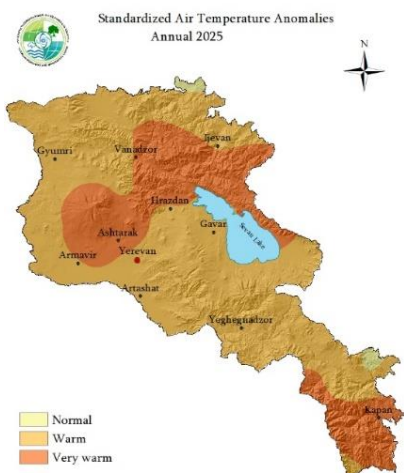 Standardized Air Temperature Anomalies
Annual 2025
N
Ijevan
Vanadzor
Gyumri
Hrazdan
Gavar
Sevan Lake
Ashtarak
Yerevan
Armavir
Artashat
Yeghegnadzor
Kapan
Normal
Warm
Very warm